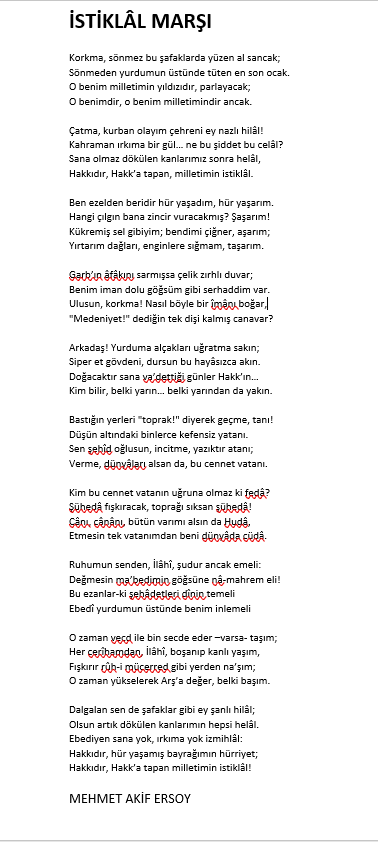 İSTİKLÂL MARŞI
Korkma, sönmez bu şafaklarda yüzen al sancak;
Sönmeden yurdumun üstünde tüten en son ocak.
O benim milletimin yıldızıdır, parlayacak;
O benimdir, o benim milletimindir ancak.
Çatma, kurban olayım çehreni ey nazlı hilâl!
Kahraman ırkıma bir gül... ne bu şiddet bu celâl?
Sana olmaz dökülen kanlarımız sonra helâl,
Hakkıdır, Hakk'a tapan, milletimin istiklâl.
Ben ezelden beridir hür yaşadım, hür yaşarım.
Hangi çılgın bana zincir vuracakmış? Şaşarım!
Kükremiş sel gibiyim; bendimi çiğner, aşarım;
Yırtarım dağları, enginlere sığmam, taşarım.
Garb'ın âfâkını sarmışsa çelik zırhlı duvar;
Benim iman dolu göğsüm gibi serhaddim var.
Ulusun, korkma! Nasıl böyle bir îmânı boğar,
"Medeniyet!" dediğin tek dişi kalmış canavar?
Arkadaş! Yurduma alçakları uğratma sakın;
Siper et gövdeni, dursun bu hayâsızca akın.
Doğacaktır sana va'dettiği günler Hakk'ın...
Kim bilir, belki yarın... belki yarından da yakın.
Bastığın yerleri "toprak!" diyerek geçme, tanı!
Düşün altındaki binlerce kefensiz yatanı.
Sen şehîd oğlusun, incitme, yazıktır atanı;
Verme, dünyâları alsan da, bu cennet vatanı.
Kim bu cennet vatanın uğruna olmaz ki fedâ?
Şühedâ fışkıracak, toprağı sıksan şühedâ!
Cânı, cânânı, bütün varımı alsın da Hudâ,
Etmesin tek vatanımdan beni dünyâda cüdâ.
Ruhumun senden, İlâhî, şudur ancak emeli:
Değmesin ma'bedimin göğsüne nâ-mahrem eli!
Bu ezanlar-ki şehâdetleri dînin temeli
Ebedî yurdumun üstünde benim inlemeli
O zaman vecd ile bin secde eder –varsa- taşım;
Her cerîhamdan, İlâhî, boşanıp kanlı yaşım,
Fışkırır rûh-i mücerred gibi yerden na'şım;
O zaman yükselerek Arş'a değer, belki başım.
Dalgalan sen de şafaklar gibi ey şanlı hilâl;
Olsun artık dökülen kanlarımın hepsi helâl.
Ebediyen sana yok, ırkıma yok izmihlâl:
Hakkıdır, hür yaşamış bayrağımın hürriyet;
Hakkıdır, Hakk'a tapan milletimin istiklâl!
MEHMET AKİF ERSOY